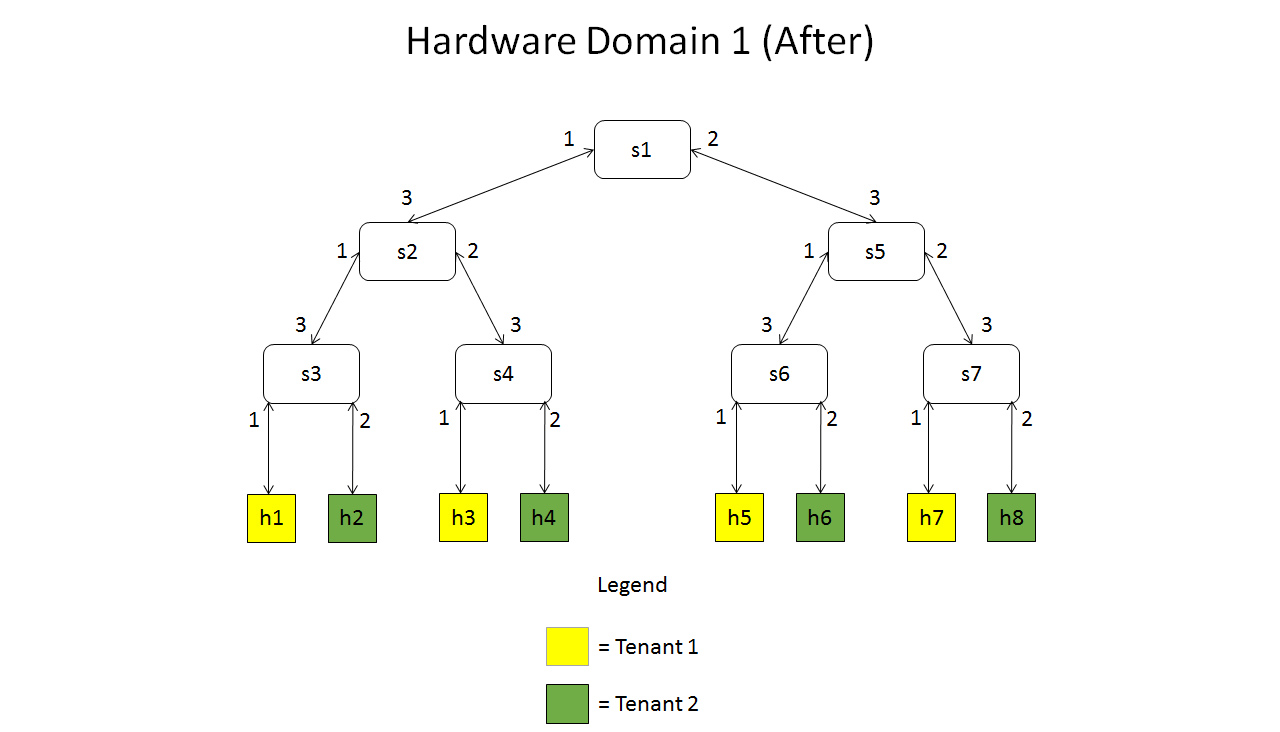 Hardware Domain 1 (After)
1 s1 2
3 3
1 s2 2 1 s5 2
3 3 3 3
s3 s4 s6 s7
1 2 1 2 1 2 1 2
h1 h2 h3 h4 h5 h6 h7 h8
Legend
= Tenant 1
= Tenant 2